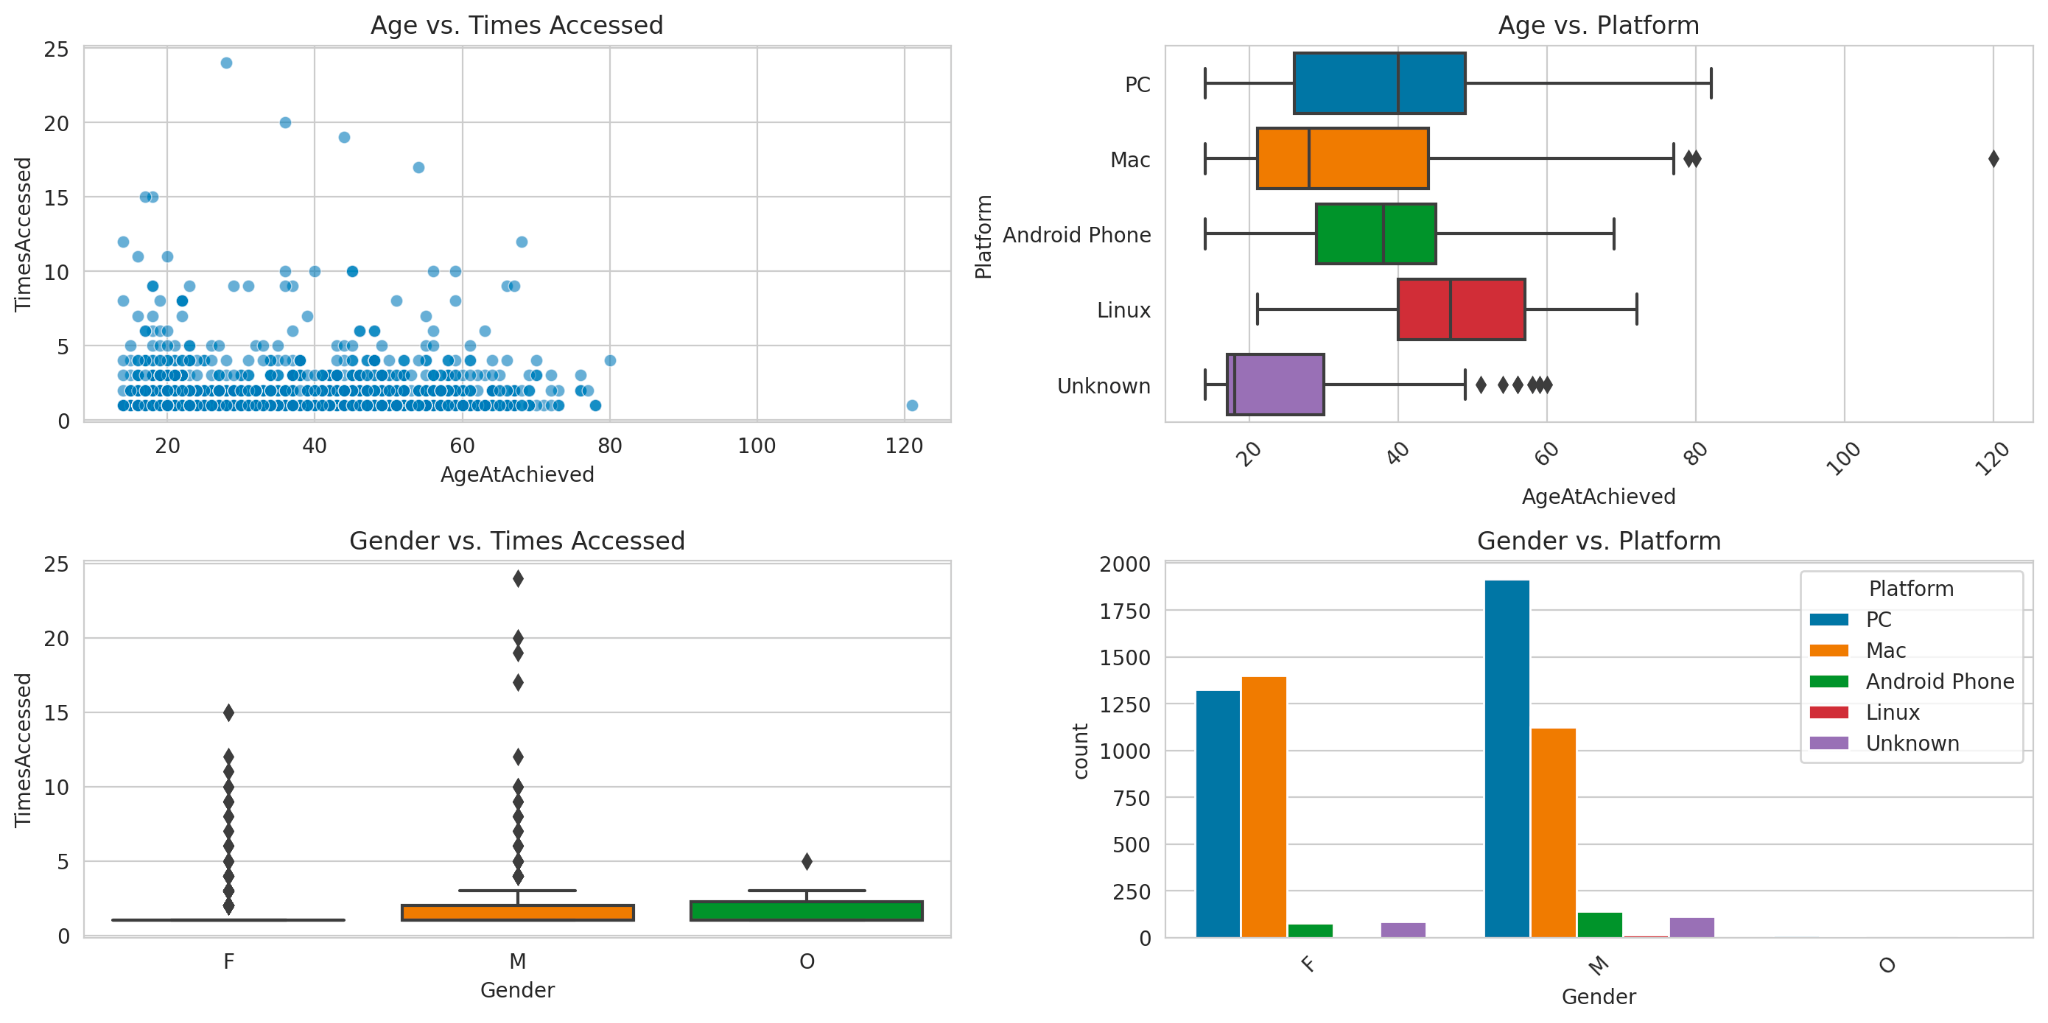 Age vs. Times Accessed
25
20
15
10
5
0
TimesAccessed
20 40 60 80 100 120
AgeAtAchieved
Age vs. Platform
PC
Mac
Android Phone
Linux
Unknown
Platform
20 40 60 80 100 120
AgeAtAchieved
Gender vs. Times Accessed
25
20
15
10
5
0
TimesAccessed
F M O
Gender
Gender vs. Platform
2000
1750
1500
1250
1000
750
500
250
0
count
Platform
PC
Mac
Android Phone
Linux
Unknown
F M O
Gender